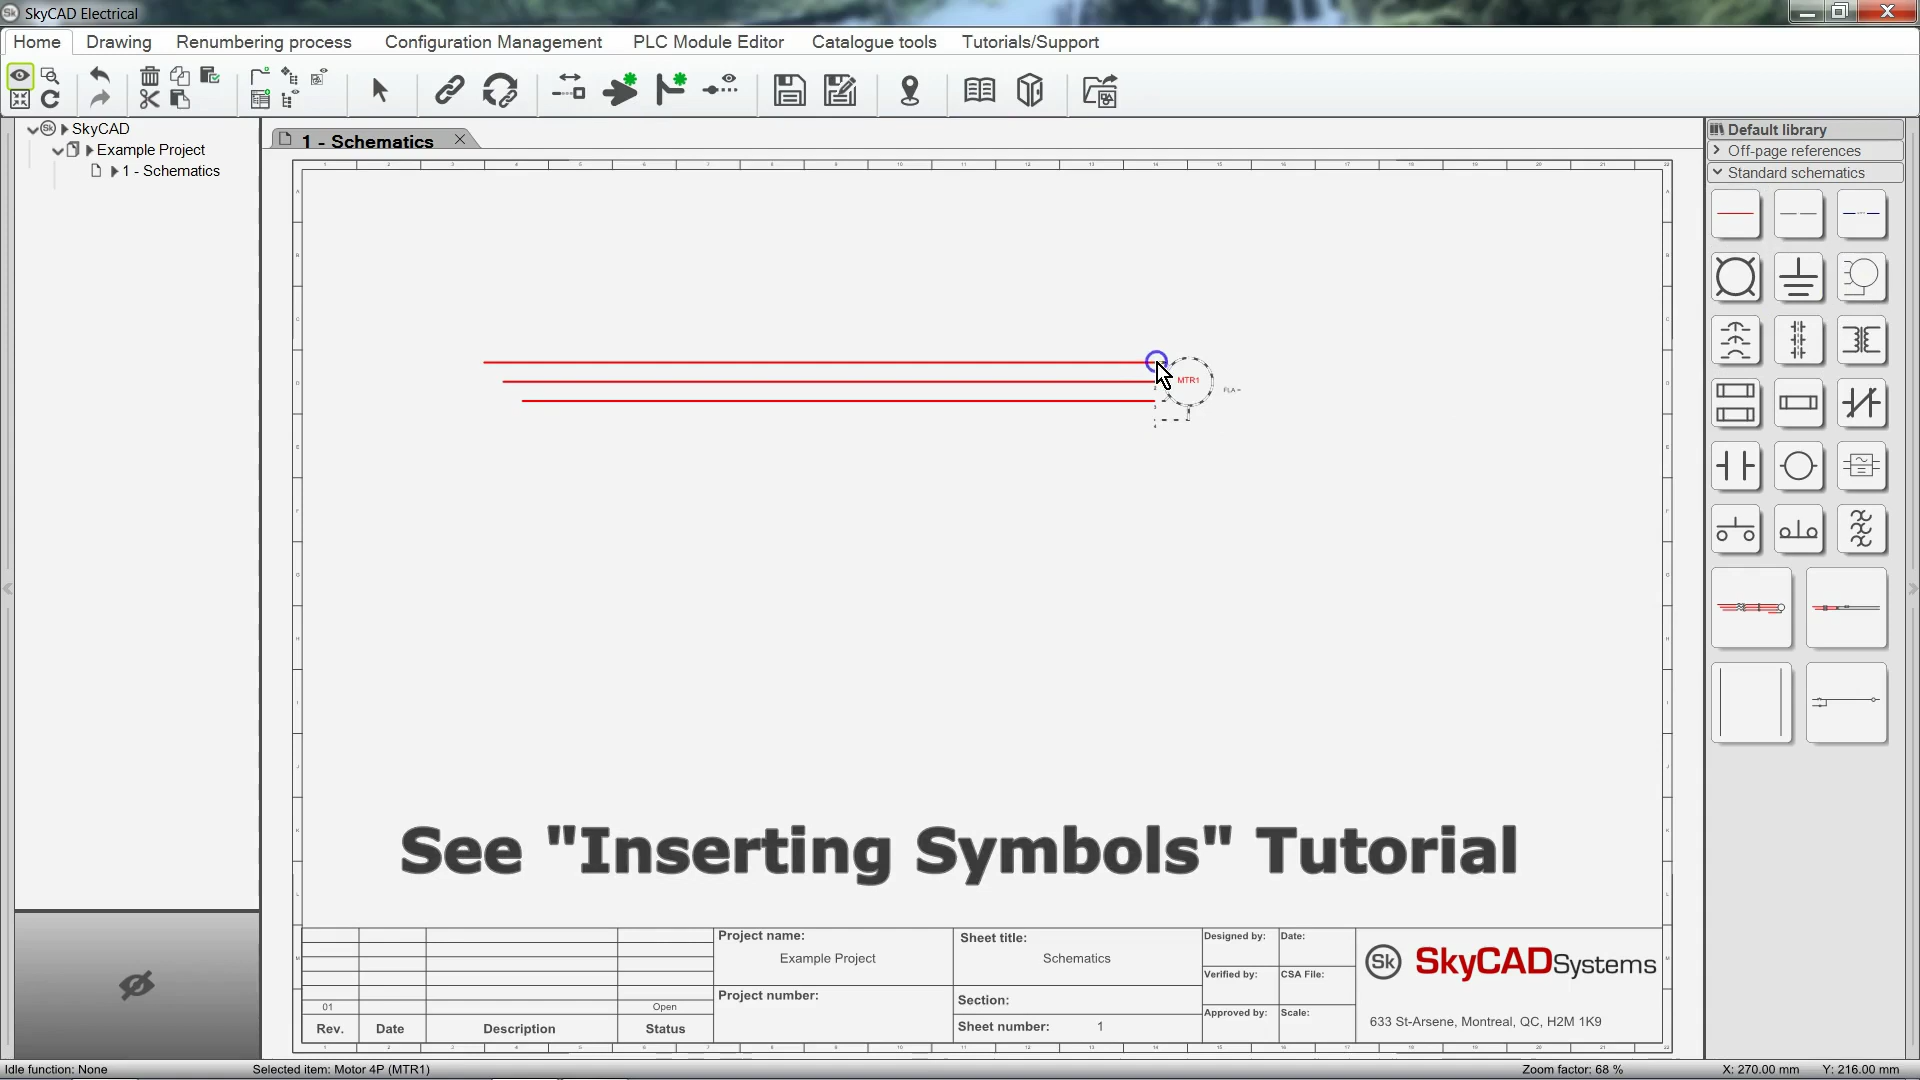 SkyCAD Electrical
Home Drawing Renumbering process Configuration Management PLC Module Editor Catalogue tools Tutorials/Support
SkyCAD
Example Project
1 - Schematics
1 - Schematics
Default library
Off-page references
Standard schematics
MTR1
FLA =
See "Inserting Symbols" Tutorial
Project name:
Example Project
Project number:
Sheet title:
Schematics
Section:
Sheet number: 1
Designed by: Date:
Verified by: CSA File:
Approved by: Scale:
01 Open
Rev. Date Description Status
Sk SkyCADSystems
633 St-Arsene, Montreal, QC, H2M 1K9
Idle function: None
Selected item: Motor 4P (MTR1)
Zoom factor: 68 %
X: 270.00 mm Y: 216.00 mm